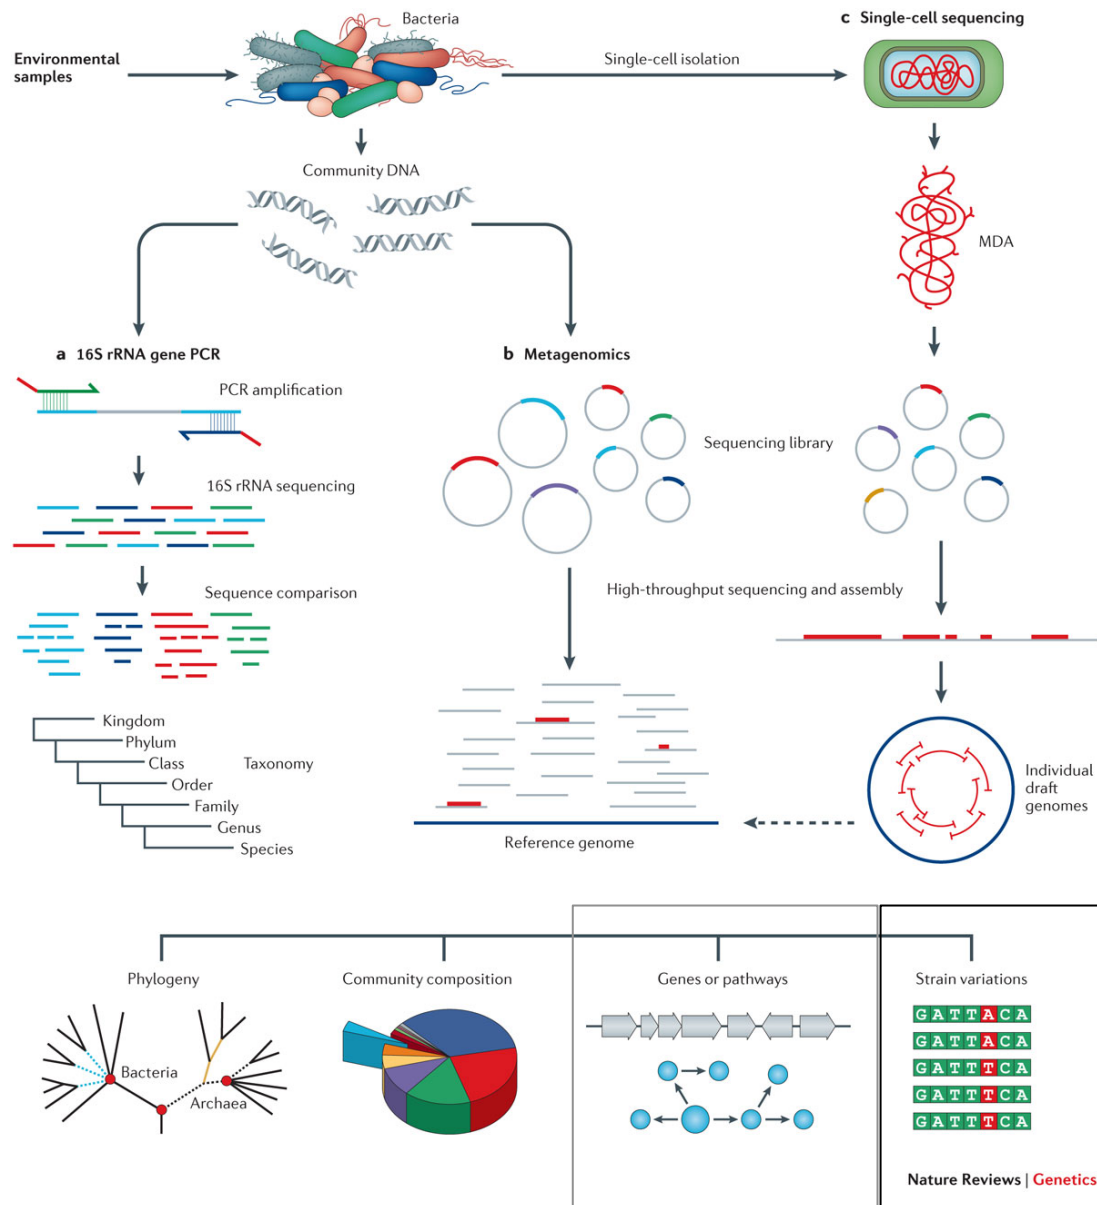 Bacteria
c Single-cell sequencing
Environmental
samples
Single-cell isolation
Community DNA
MDA
a 16S rRNA gene PCR
b Metagenomics
PCR amplification
Sequencing library
16S rRNA sequencing
High-throughput sequencing and assembly
Sequence comparison
Kingdom
Phylum
Class
Taxonomy
Order
Family
Genus
Species
Individual
draft
genomes
Reference genome
Phylogeny
Community composition
Genes or pathways
Strain variations
Bacteria
Archaea
GATTACA
GATTACA
GATTTCA
GATTTCA
GATTTCA
Nature Reviews | Genetics